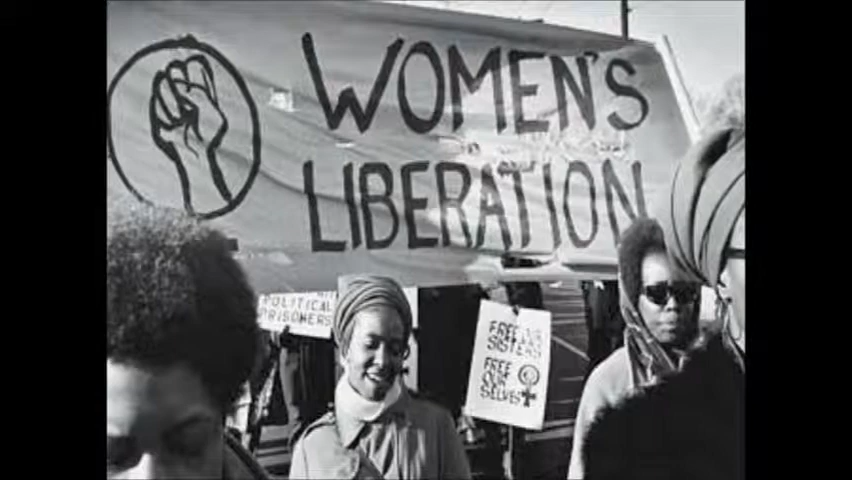 WOMEN'S
LIBERATION
POLITICAL
PRISONERS
FREE OUR
SISTERS
FREE
OUR
SELVES